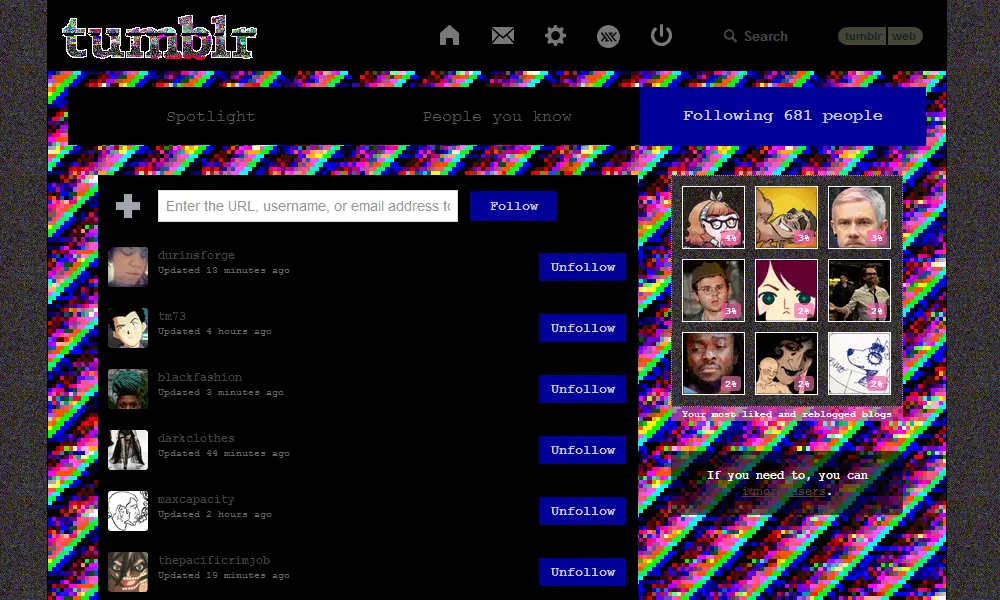 tumblr
Search
tumblr web
Spotlight
People you know
Following 681 people
Enter the URL, username, or email address to
Follow
durinsforge
Updated 13 minutes ago
Unfollow
tm73
Updated 4 hours ago
Unfollow
blackfashion
Updated 3 minutes ago
Unfollow
darkclothes
Updated 44 minutes ago
Unfollow
maxcapacity
Updated 2 hours ago
Unfollow
thepacificrimjob
Updated 19 minutes ago
Unfollow
4%
3%
3%
3%
2%
2%
2%
2%
2%
Your most liked and reblogged blogs
If you need to, you can
ignore users.